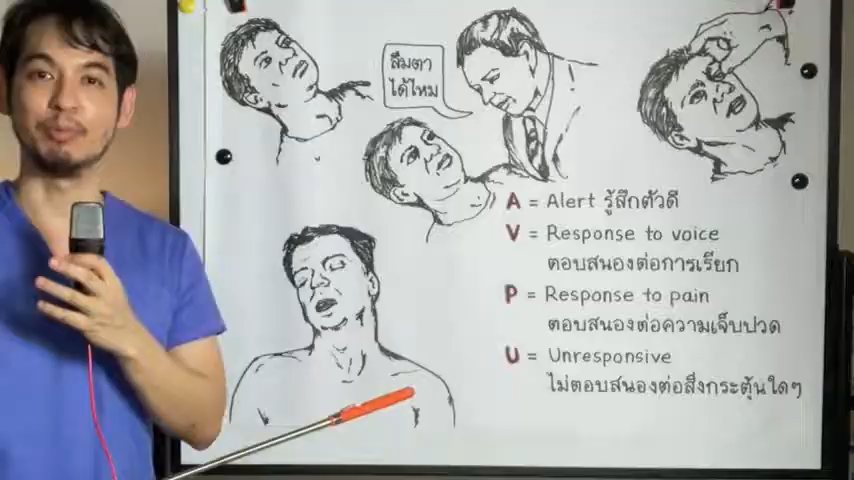 ลืมตา
ได้ไหม
A = Alert รู้สึกตัวดี
V = Response to voice
ตอบสนองต่อการเรียก
P = Response to pain
ตอบสนองต่อความเจ็บปวด
U = Unresponsive
ไม่ตอบสนองต่อสิ่งกระตุ้นใดๆ